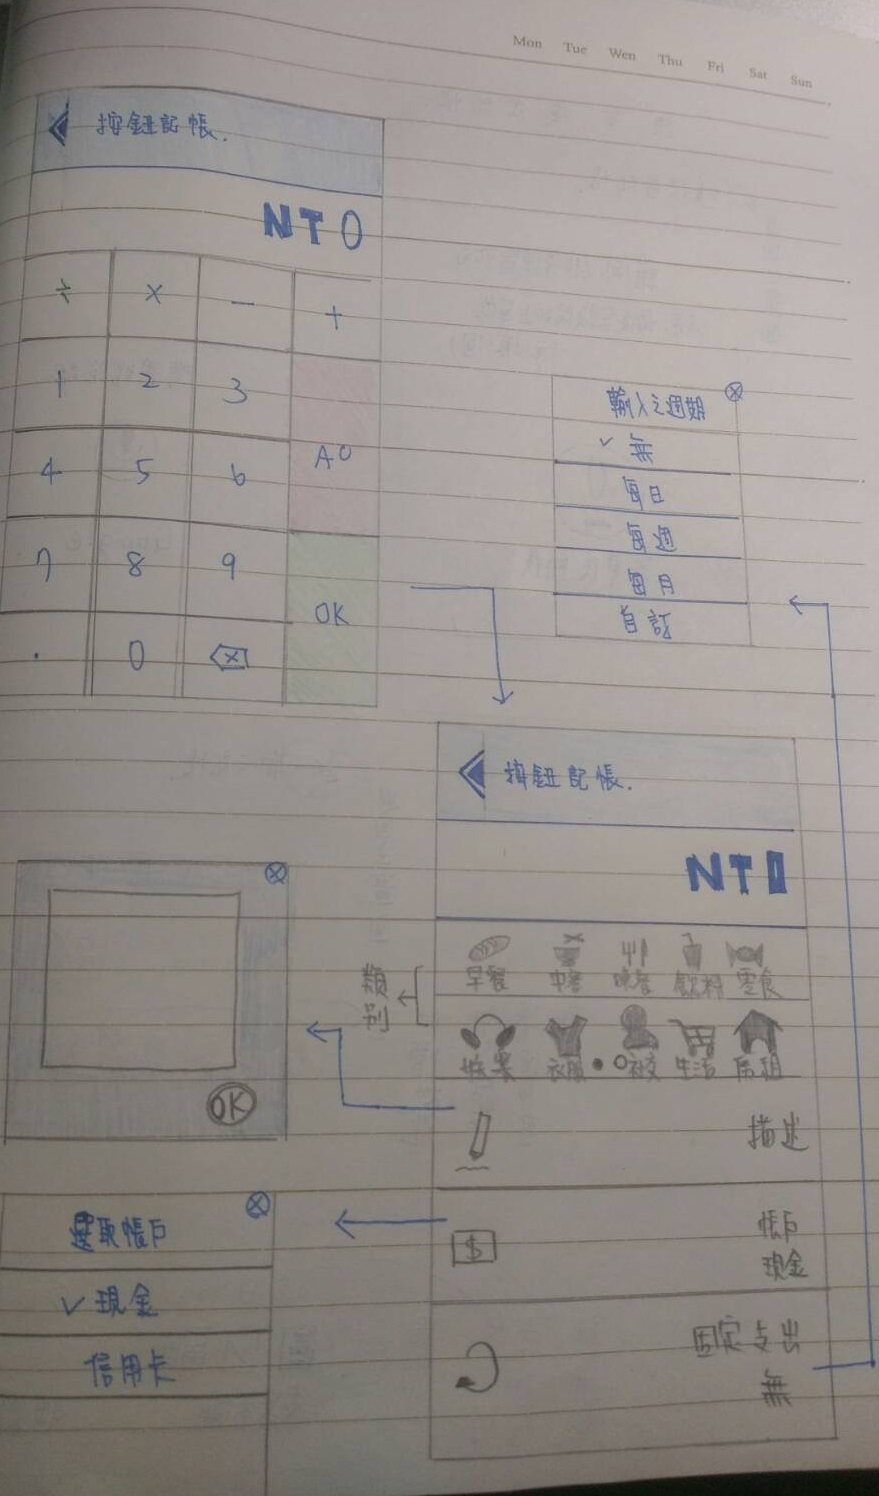 Mon Tue Wen Thu Fri Sat Sun
按鈕記帳.
NT 0
÷ × － +
1 2 3
AC
4 5 6
7 8 9
OK
. 0
輸入之週期
✓ 無
每日
每週
每月
自訂
按鈕記帳.
NT
類別
早餐 中餐 晚餐 飲料 零食
娛樂 衣服 社交 生活 房租
描述
OK
帳戶
現金
選取帳戶
✓ 現金
信用卡
固定支出
無